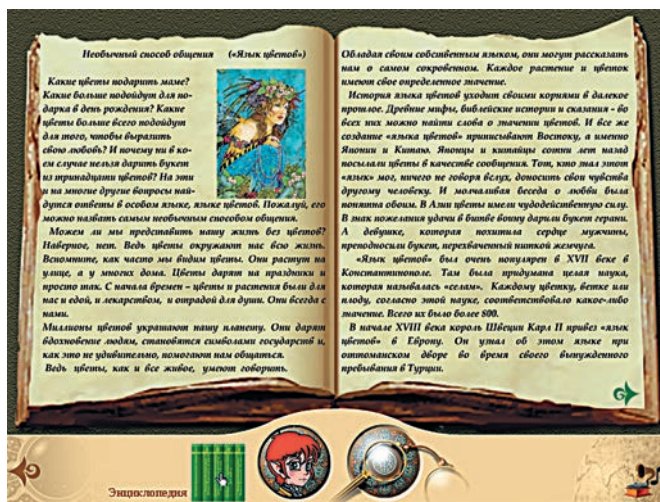 Необычный способ общения («Язык цветов»)
Какие цветы подарить маме?
Какие больше подойдут для по-
дарка в день рождения? Какие
цветы больше всего подойдут
для того, чтобы выразить
свою любовь? И почему ни в ко-
ем случае нельзя дарить букет
из тринадцати цветов? На эти
и на многие другие вопросы най-
дутся ответы в особом языке, языке цветов. Пожалуй, его
можно назвать самым необычным способом общения.
Можем ли мы представить нашу жизнь без цветов?
Наверное, нет. Ведь цветы окружают нас всю жизнь.
Вспомните, как часто мы видим цветы. Они растут на
улице, а у многих дома. Цветы дарят на праздники и
просто так. С начала времен – цветы и растения были для
нас и едой, и лекарством, и отрадой для души. Они всегда с
нами.
Миллионы цветов украшают нашу планету. Они дарят
вдохновение людям, становятся символами государств и,
как это не удивительно, помогают нам общаться.
Ведь цветы, как и все живое, умеют говорить.
Обладая своим собственным языком, они могут рассказать
нам о самом сокровенном. Каждое растение и цветок
имеют свое определенное значение.
История языка цветов уходит своими корнями в далекое
прошлое. Древние мифы, библейские истории и сказания - во
всех них можно найти слова о значении цветов. И все же
создание «языка цветов» приписывают Востоку, а именно
Японии и Китаю. Японцы и китайцы сотни лет назад
посылали цветы в качестве сообщения. Тот, кто знал этот
«язык» мог, ничего не говоря вслух, доносить свои чувства
другому человеку. И молчаливая беседа о любви была
понятна обоим. В Азии цветы имели чудодейственную силу.
В знак пожелания удачи в битве воину дарили букет герани.
А девушке, которая похитила сердце мужчины,
преподносили букет, перехваченный ниткой жемчуга.
«Язык цветов» был очень популярен в XVII веке в
Константинополе. Там была придумана целая наука,
которая называлась «селам». Каждому цветку, ветке или
плоду, согласно этой науке, соответствовало какое-либо
значение. Всего их было более 800.
В начале XVIII века король Швеции Карл II привез «язык
цветов» в Европу. Он узнал об этом языке при
оттоманском дворе во время своего вынужденного
пребывания в Турции.
Энциклопедия